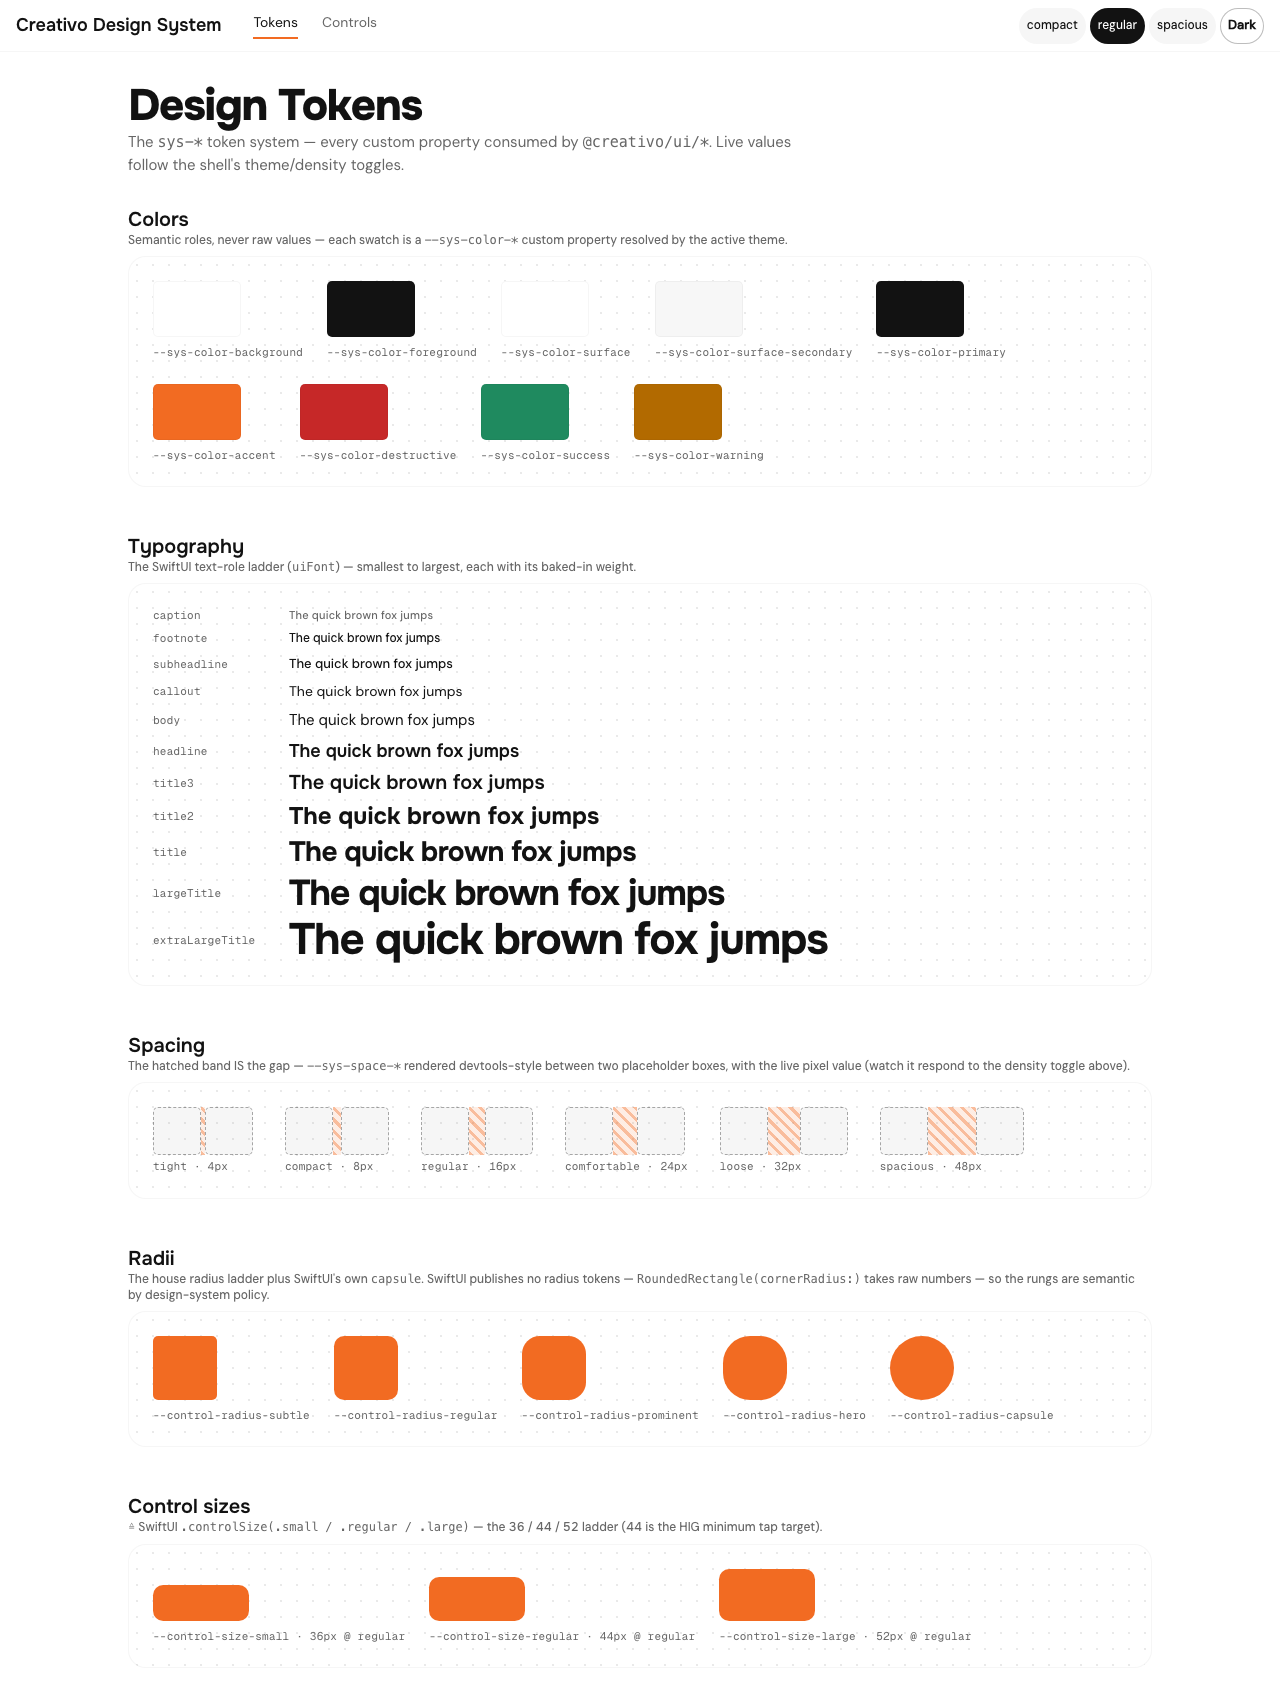 Creativo Design System Tokens Controls compact regular spacious Dark
Design Tokens
The sys-* token system — every custom property consumed by @creativo/ui/*. Live values
follow the shell's theme/density toggles.
Colors
Semantic roles, never raw values — each swatch is a --sys-color-* custom property resolved by the active theme.
--sys-color-background --sys-color-foreground --sys-color-surface --sys-color-surface-secondary --sys-color-primary
--sys-color-accent --sys-color-destructive --sys-color-success --sys-color-warning
Typography
The SwiftUI text-role ladder (uiFont) — smallest to largest, each with its baked-in weight.
caption The quick brown fox jumps
footnote The quick brown fox jumps
subheadline The quick brown fox jumps
callout The quick brown fox jumps
body The quick brown fox jumps
headline The quick brown fox jumps
title3 The quick brown fox jumps
title2 The quick brown fox jumps
title The quick brown fox jumps
largeTitle The quick brown fox jumps
extraLargeTitle The quick brown fox jumps
Spacing
The hatched band IS the gap — --sys-space-* rendered devtools-style between two placeholder boxes, with the live pixel value (watch it respond to the density toggle above).
tight · 4px compact · 8px regular · 16px comfortable · 24px loose · 32px spacious · 48px
Radii
The house radius ladder plus SwiftUI's own capsule. SwiftUI publishes no radius tokens — RoundedRectangle(cornerRadius:) takes raw numbers — so the rungs are semantic
by design-system policy.
--control-radius-subtle --control-radius-regular --control-radius-prominent --control-radius-hero --control-radius-capsule
Control sizes
≙ SwiftUI .controlSize(.small / .regular / .large) — the 36 / 44 / 52 ladder (44 is the HIG minimum tap target).
--control-size-small · 36px @ regular --control-size-regular · 44px @ regular --control-size-large · 52px @ regular